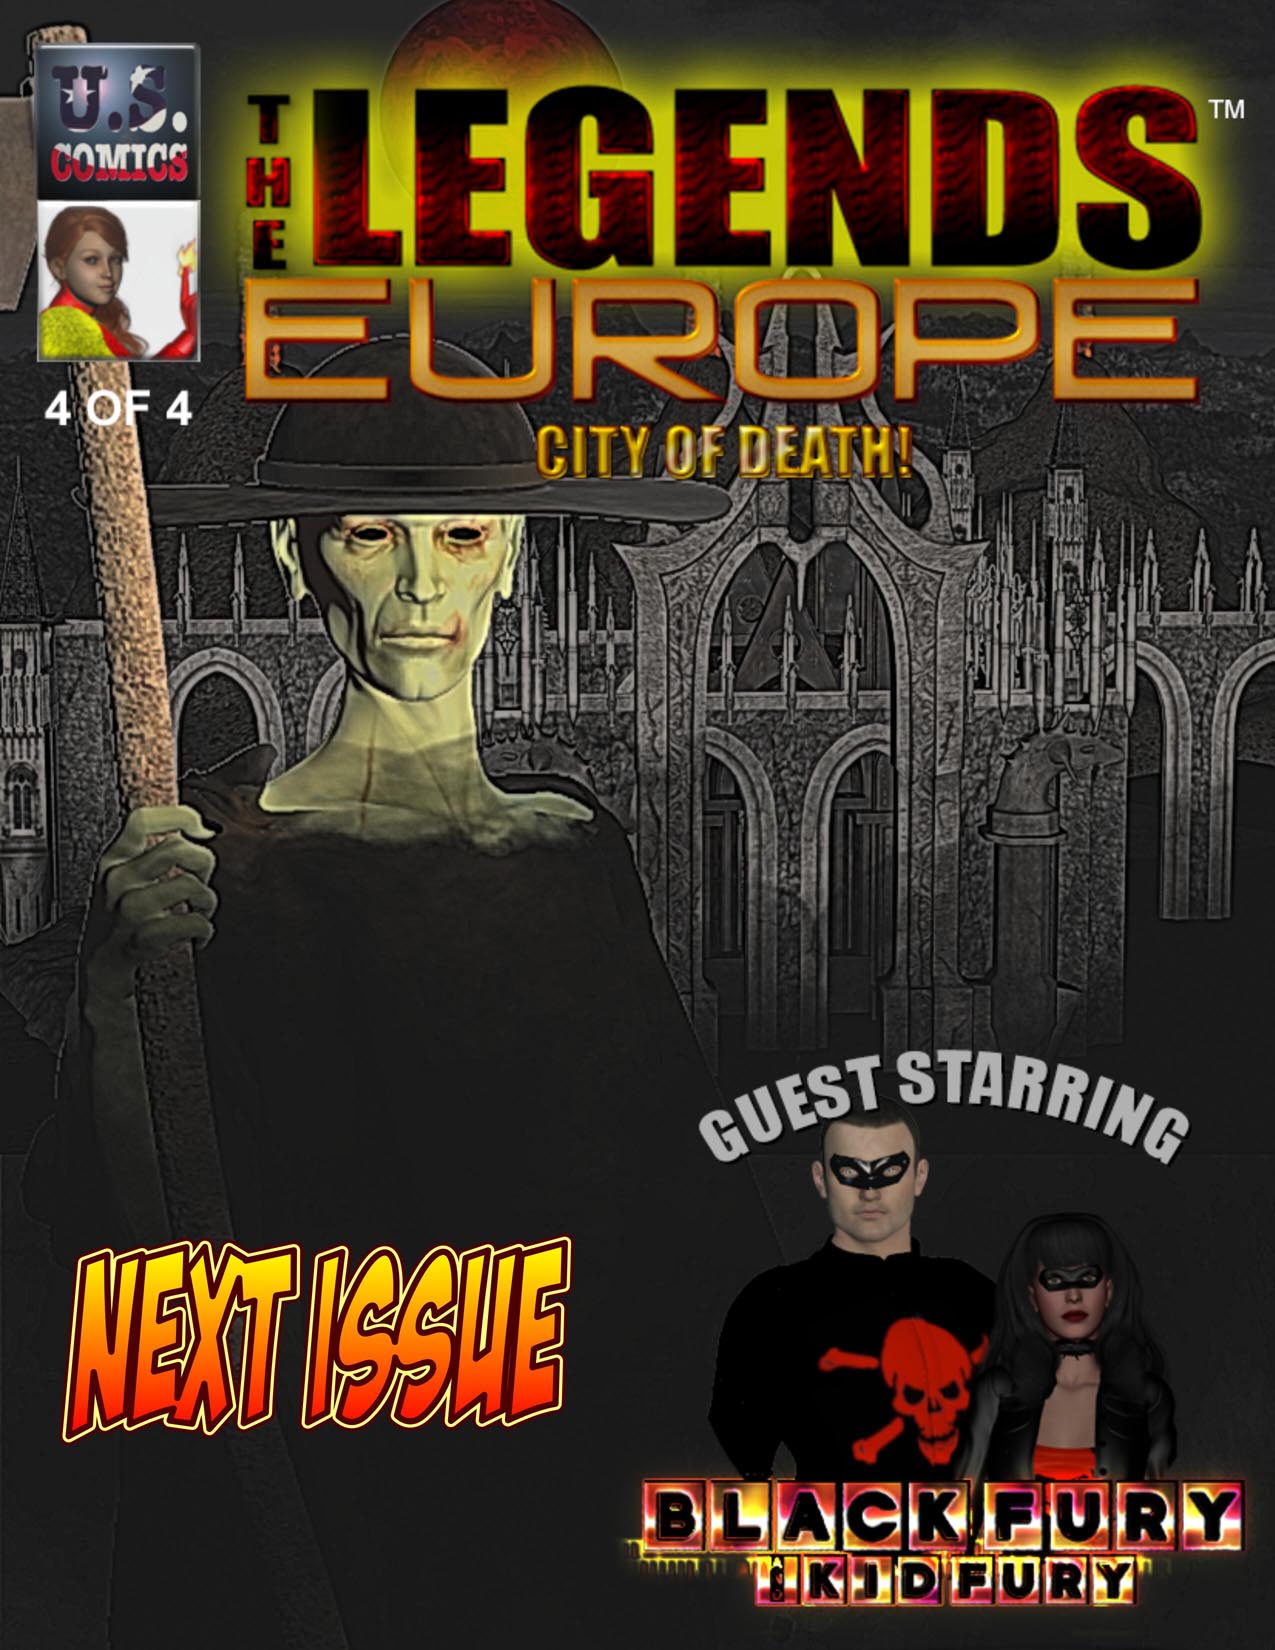 U.S.
COMICS
THE LEGENDS ™
EUROPE
4 OF 4
CITY OF DEATH!
GUEST STARRING
NEXT ISSUE
BLACK FURY
& KID FURY